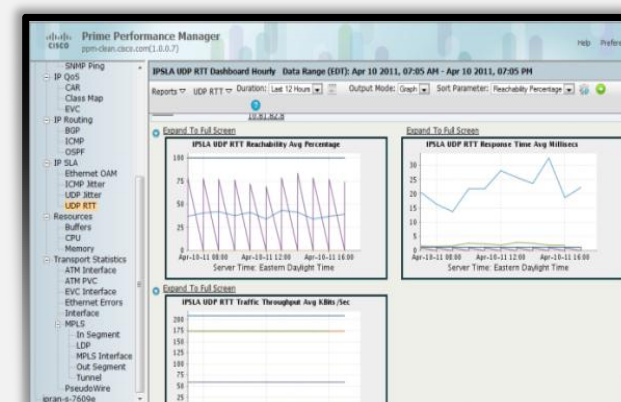 cisco
Prime Performance Manager
ppm-clean.cisco.com(1.0.0.7)
Help Prefere
SNMP Ping
IP QoS
CAR
Class Map
EVC
IP Routing
BGP
ICMP
OSPF
IP SLA
Ethernet OAM
ICMP Jitter
UDP Jitter
UDP RTT
Resources
Buffers
CPU
Memory
Transport Statistics
ATM Interface
ATM PVC
EVC Interface
Ethernet Errors
Interface
MPLS
In Segment
LDP
MPLS Interface
Out Segment
Tunnel
PseudoWire
ipran-s-7609e
IPSLA UDP RTT Dashboard Hourly Data Range (EDT): Apr 10 2011, 07:05 AM - Apr 10 2011, 07:05 PM
Reports UDP RTT Duration: Last 12 Hours Output Mode: Graph Sort Parameter: Reachability Percentage
10.81.82.8
Expand To Full Screen
IPSLA UDP RTT Reachability Avg Percentage
100
75
50
25
0
Apr-10-11 08:00 Apr-10-11 12:00 Apr-10-11 16:00
Server Time: Eastern Daylight Time
Expand To Full Screen
IPSLA UDP RTT Response Time Avg Millisecs
30
25
20
15
10
5
0
Apr-10-11 08:00 Apr-10-11 12:00 Apr-10-11 16:00
Server Time: Eastern Daylight Time
Expand To Full Screen
IPSLA UDP RTT Traffic Throughput Avg KBits/Sec
200
175
150
125
100
75
50
25